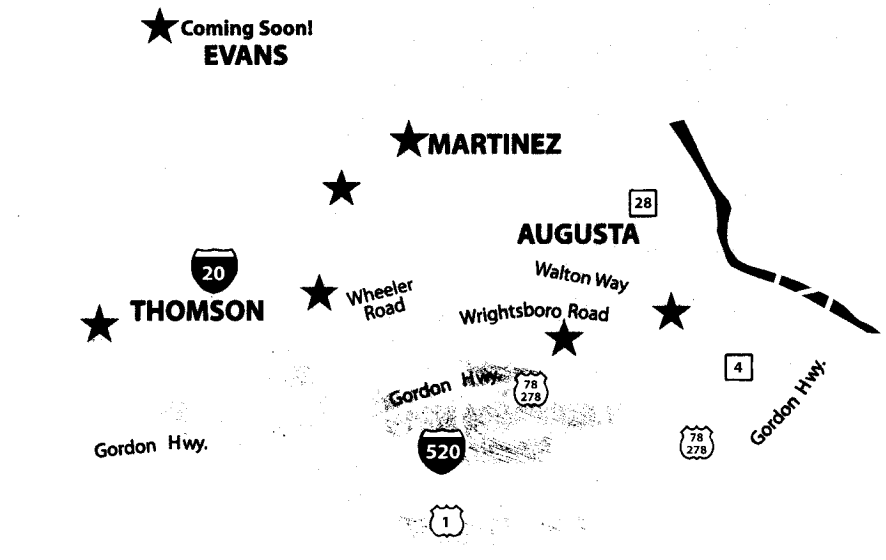 Coming Soon!
EVANS
MARTINEZ
28
AUGUSTA
20
Walton Way
THOMSON
Wheeler
Road
Wrightsboro Road
4
Gordon Hwy.
78
278
Gordon Hwy.
78
278
Gordon Hwy.
520
1